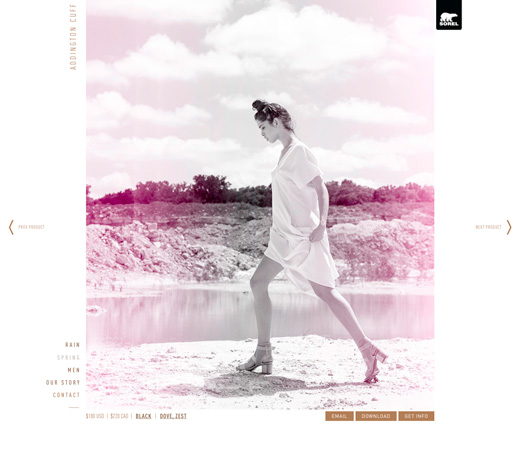 ADDINGTON CUFF
SOREL
PREV PRODUCT
NEXT PRODUCT
RAIN
SPRING
MEN
OUR STORY
CONTACT
$160 USD | $220 CAD | BLACK | DOVE, ZEST
EMAIL
DOWNLOAD
GET INFO